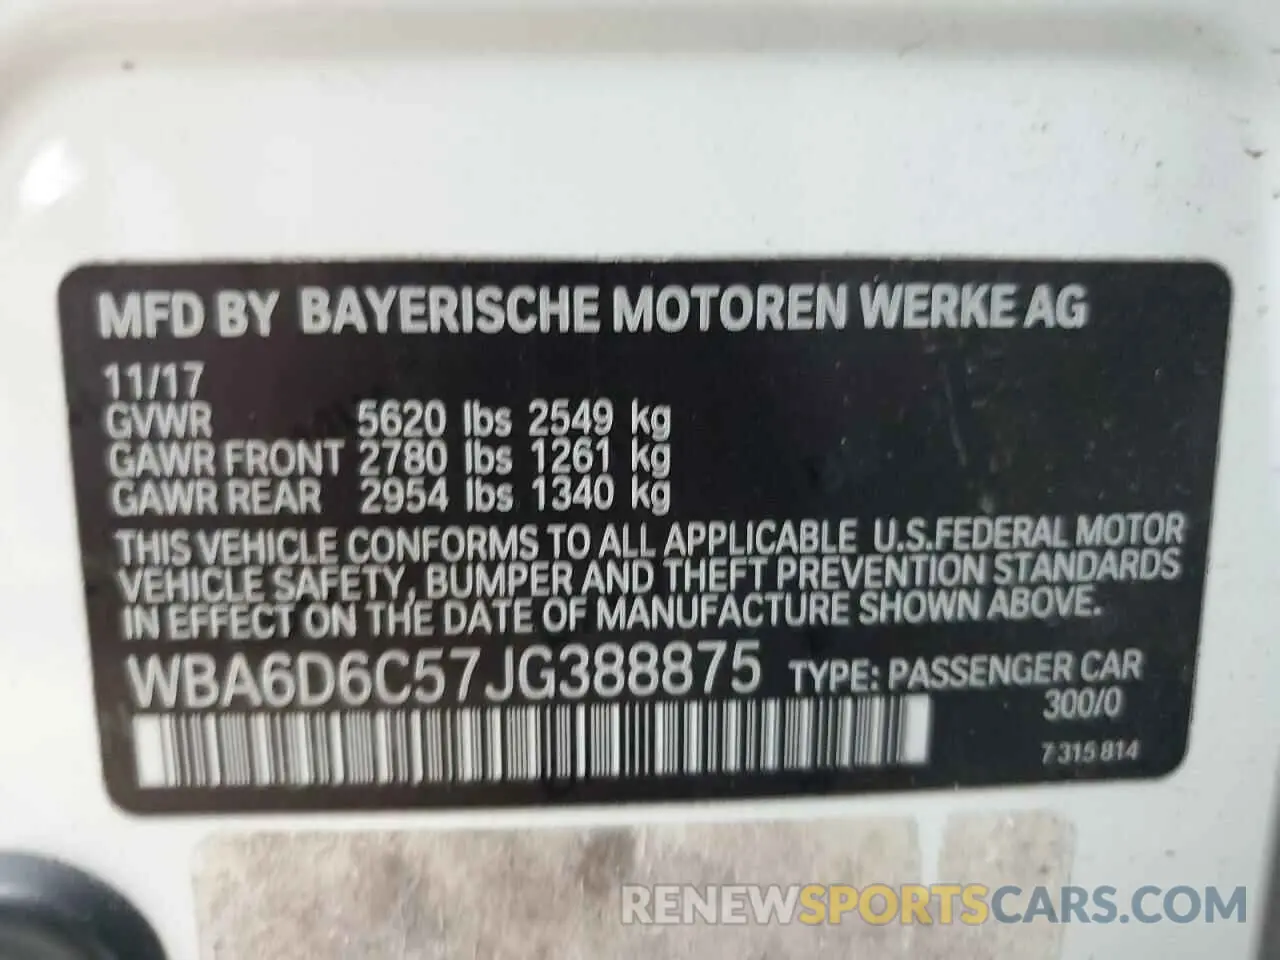 MFD BY BAYERISCHE MOTOREN WERKE AG
11/17
GVWR 5620 lbs 2549 kg
GAWR FRONT 2780 lbs 1261 kg
GAWR REAR 2954 lbs 1340 kg
THIS VEHICLE CONFORMS TO ALL APPLICABLE U.S.FEDERAL MOTOR
VEHICLE SAFETY, BUMPER AND THEFT PREVENTION STANDARDS
IN EFFECT ON THE DATE OF MANUFACTURE SHOWN ABOVE.
WBA6D6C57JG388875 TYPE: PASSENGER CAR
300/0
7 315 814
RENEWSPORTSCARS.COM